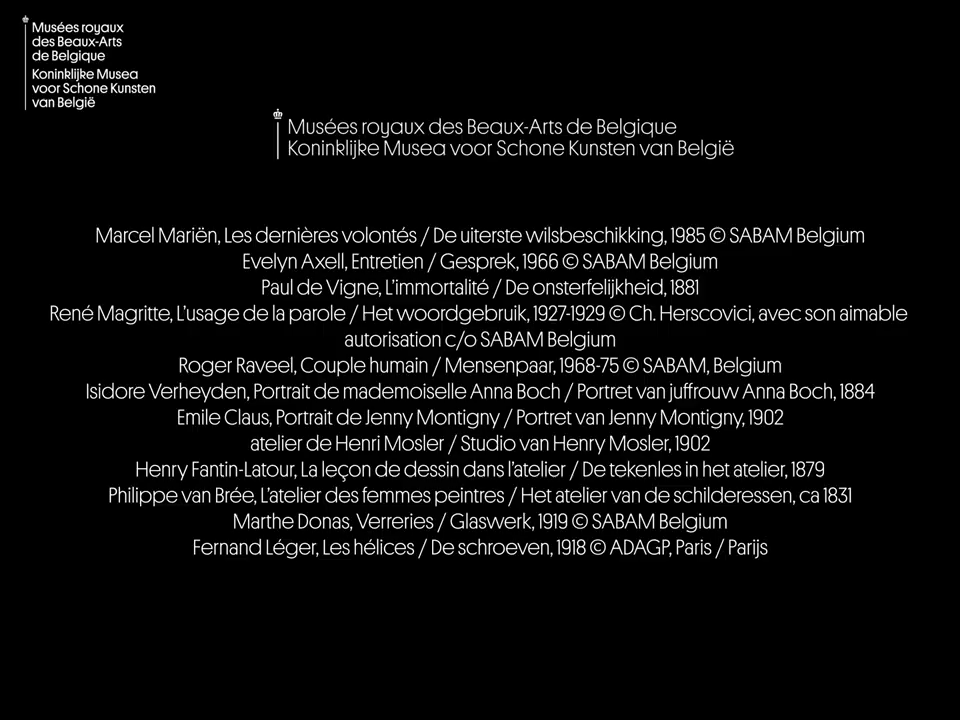 Musées royaux
des Beaux-Arts
de Belgique
Koninklijke Musea
voor Schone Kunsten
van België
Musées royaux des Beaux-Arts de Belgique
Koninklijke Musea voor Schone Kunsten van België
Marcel Mariën, Les dernières volontés / De uiterste wilsbeschikking, 1985 © SABAM Belgium
Evelyn Axell, Entretien / Gesprek, 1966 © SABAM Belgium
Paul de Vigne, L'immortalité / De onsterfelijkheid, 1881
René Magritte, L'usage de la parole / Het woordgebruik, 1927-1929 © Ch. Herscovici, avec son aimable
autorisation c/o SABAM Belgium
Roger Raveel, Couple humain / Mensenpaar, 1968-75 © SABAM, Belgium
Isidore Verheyden, Portrait de mademoiselle Anna Boch / Portret van juffrouw Anna Boch, 1884
Emile Claus, Portrait de Jenny Montigny / Portret van Jenny Montigny, 1902
atelier de Henri Mosler / Studio van Henry Mosler, 1902
Henry Fantin-Latour, La leçon de dessin dans l'atelier / De tekenles in het atelier, 1879
Philippe van Brée, L'atelier des femmes peintres / Het atelier van de schilderessen, ca 1831
Marthe Donas, Verreries / Glaswerk, 1919 © SABAM Belgium
Fernand Léger, Les hélices / De schroeven, 1918 © ADAGP, Paris / Parijs